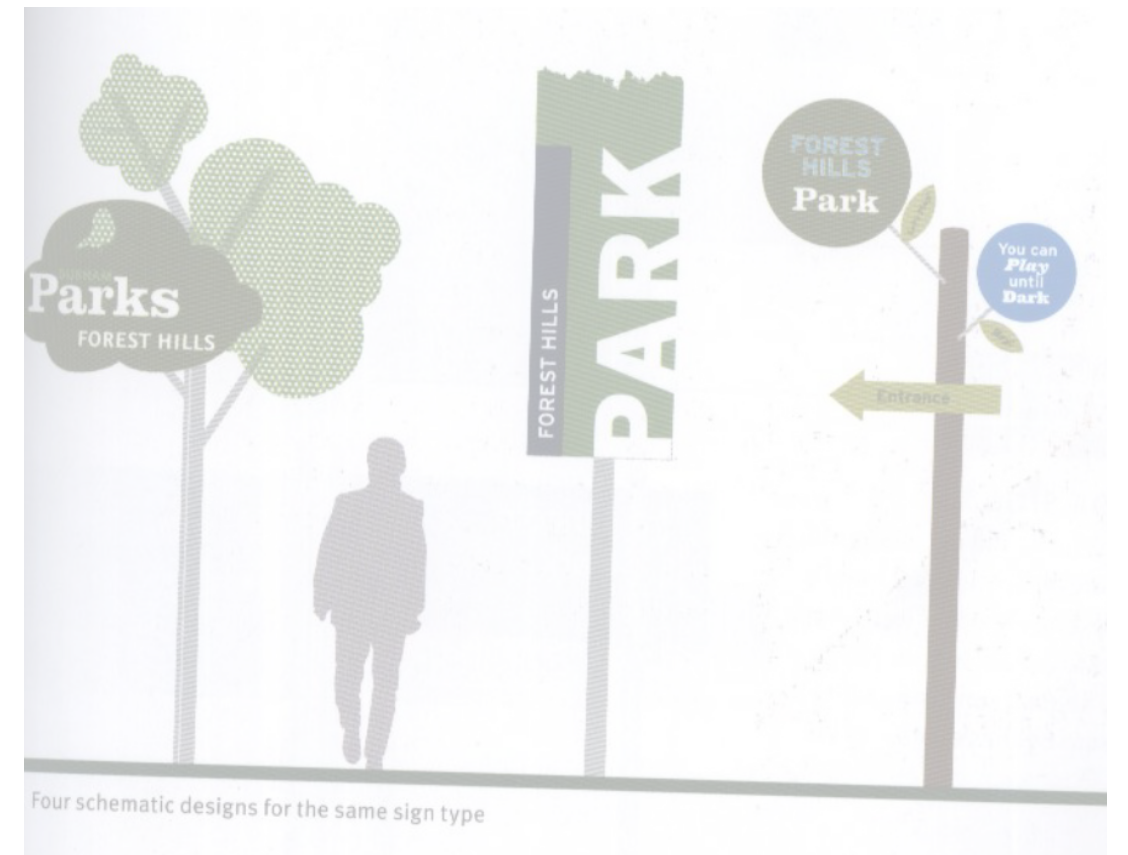 DURHAM
Parks
FOREST HILLS
FOREST HILLS
PARK
FOREST
HILLS
Park
You can
Play
until
Dark
Entrance
Four schematic designs for the same sign type